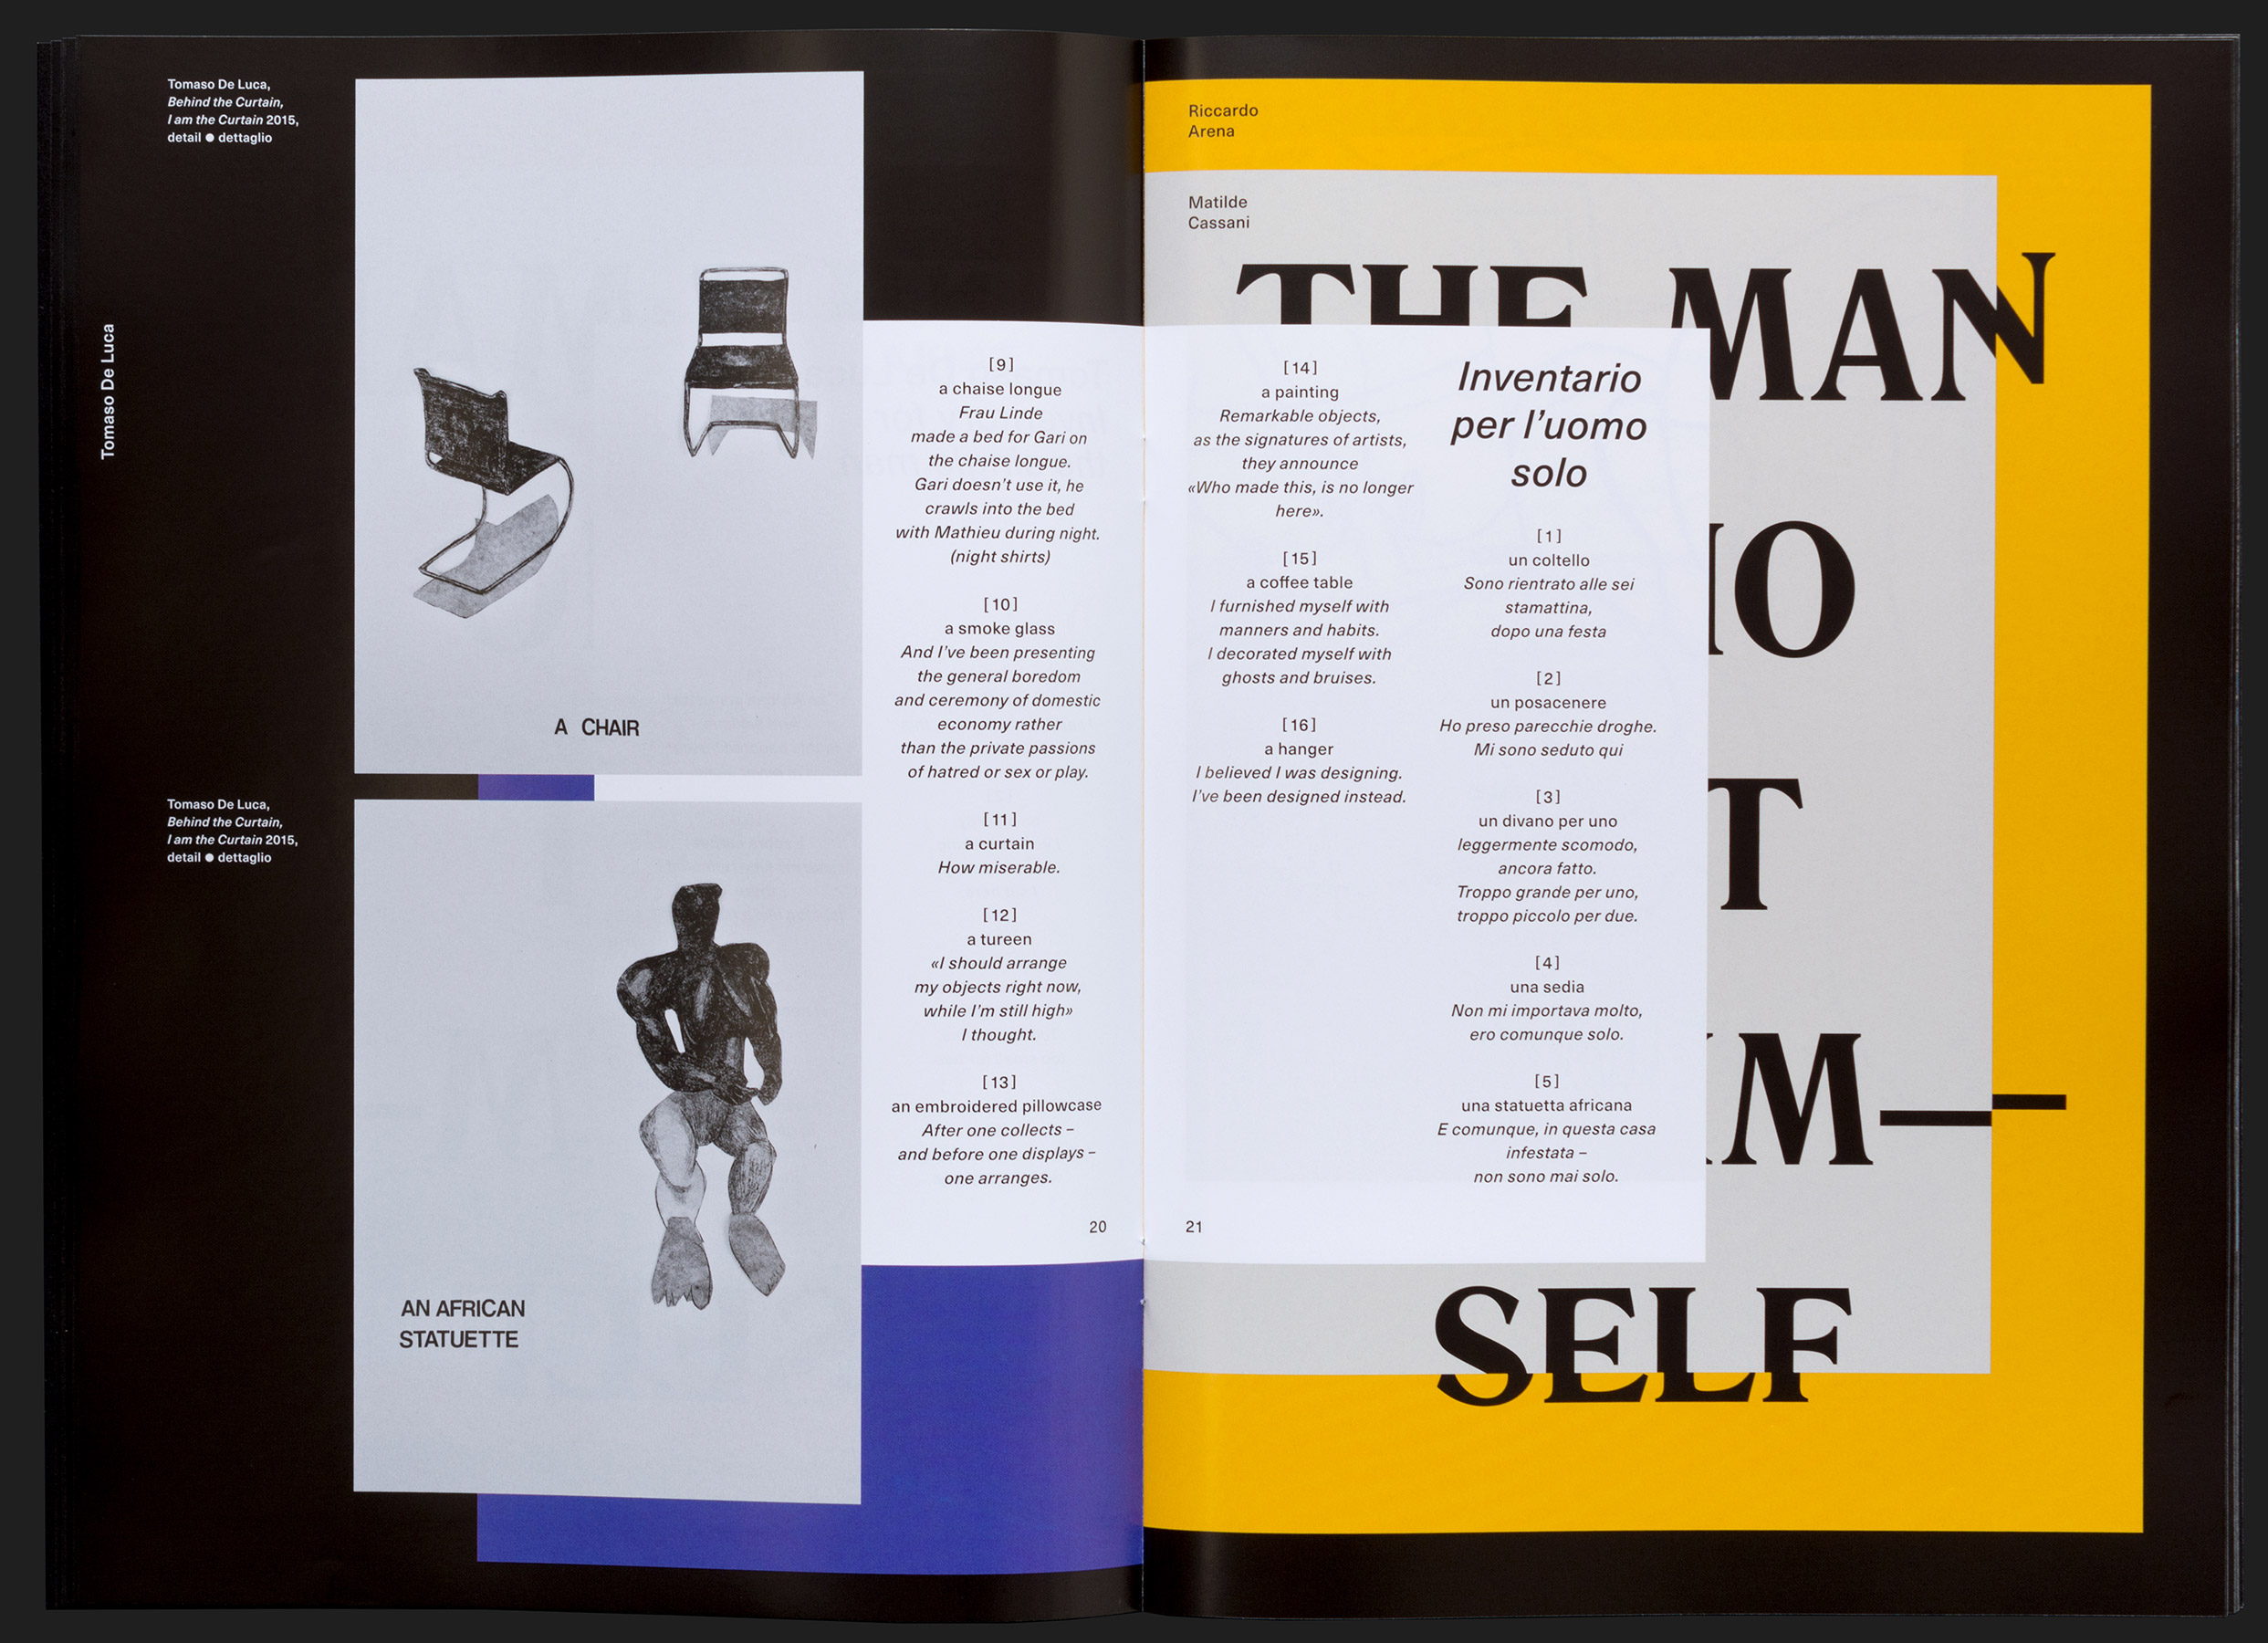 Tomaso De Luca,
Behind the Curtain,
I am the Curtain 2015,
detail ● dettaglio
Tomaso De Luca
A CHAIR
Tomaso De Luca,
Behind the Curtain,
I am the Curtain 2015,
detail ● dettaglio
AN AFRICAN
STATUETTE
[9]
a chaise longue
Frau Linde
made a bed for Gari on
the chaise longue.
Gari doesn't use it, he
crawls into the bed
with Mathieu during night.
(night shirts)
[10]
a smoke glass
And I've been presenting
the general boredom
and ceremony of domestic
economy rather
than the private passions
of hatred or sex or play.
[11]
a curtain
How miserable.
[12]
a tureen
«I should arrange
my objects right now,
while I'm still high»
I thought.
[13]
an embroidered pillowcase
After one collects –
and before one displays –
one arranges.
20
Riccardo
Arena
Matilde
Cassani
THE MAN
O
T
M—
SELF
[14]
a painting
Remarkable objects,
as the signatures of artists,
they announce
«Who made this, is no longer
here».
[15]
a coffee table
I furnished myself with
manners and habits.
I decorated myself with
ghosts and bruises.
[16]
a hanger
I believed I was designing.
I've been designed instead.
21
Inventario
per l'uomo
solo
[1]
un coltello
Sono rientrato alle sei
stamattina,
dopo una festa
[2]
un posacenere
Ho preso parecchie droghe.
Mi sono seduto qui
[3]
un divano per uno
leggermente scomodo,
ancora fatto.
Troppo grande per uno,
troppo piccolo per due.
[4]
una sedia
Non mi importava molto,
ero comunque solo.
[5]
una statuetta africana
E comunque, in questa casa
infestata –
non sono mai solo.